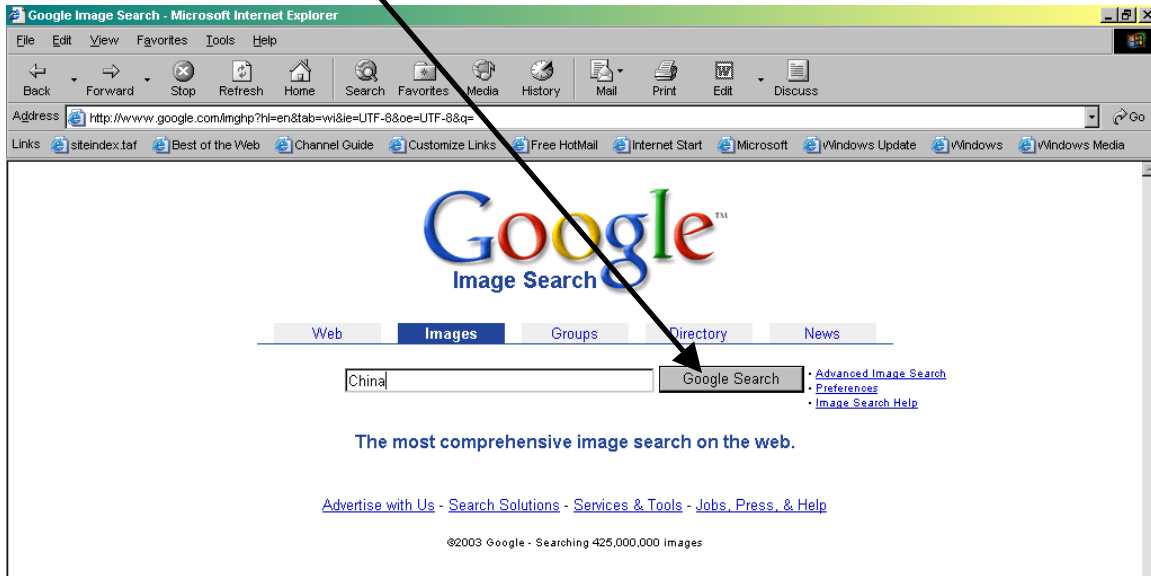 Google Image Search - Microsoft Internet Explorer
File Edit View Favorites Tools Help
Back Forward Stop Refresh Home Search Favorites Media History Mail Print Edit Discuss
Address http://www.google.com/imghp?hl=en&tab=wi&ie=UTF-8&oe=UTF-8&q= Go
Links siteindex.taf Best of the Web Channel Guide Customize Links Free HotMail Internet Start Microsoft Windows Update Windows Windows Media
Google™
Image Search
Web Images Groups Directory News
China Google Search
· Advanced Image Search
· Preferences
· Image Search Help
The most comprehensive image search on the web.
Advertise with Us - Search Solutions - Services & Tools - Jobs, Press, & Help
©2003 Google - Searching 425,000,000 images